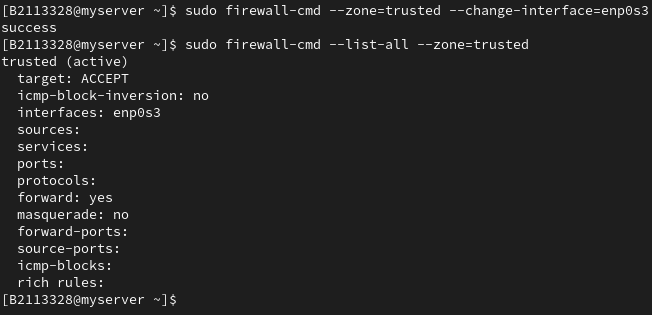 [B2113328@myserver ~]$ sudo firewall-cmd --zone=trusted --change-interface=enp0s3
success
[B2113328@myserver ~]$ sudo firewall-cmd --list-all --zone=trusted
trusted (active)
  target: ACCEPT
  icmp-block-inversion: no
  interfaces: enp0s3
  sources:
  services:
  ports:
  protocols:
  forward: yes
  masquerade: no
  forward-ports:
  source-ports:
  icmp-blocks:
  rich rules:
[B2113328@myserver ~]$